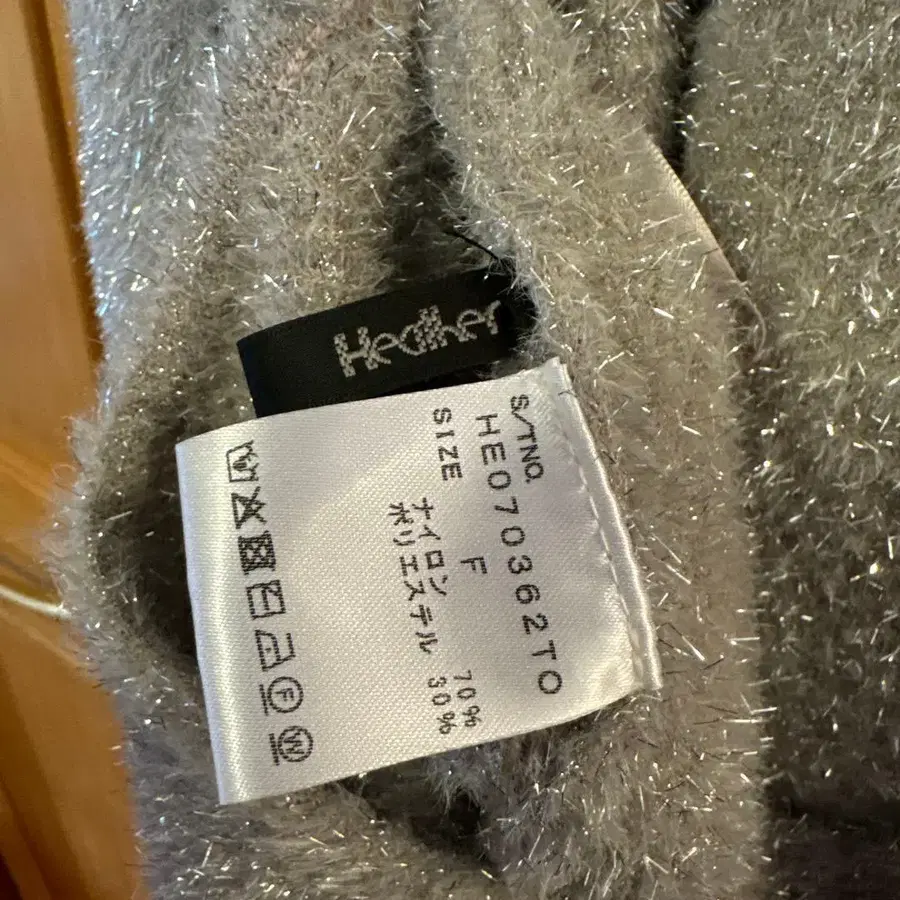 Heather
S/TNO.
HE070362TO
SIZE F
ナイロン 70%
ポリエステル 30%
F
W